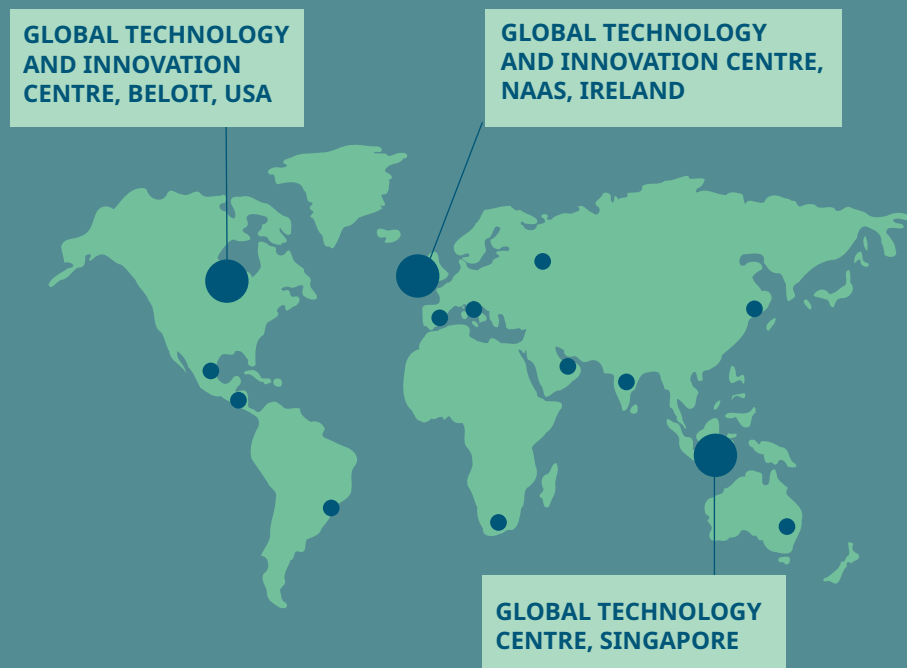 GLOBAL TECHNOLOGY
AND INNOVATION
CENTRE, BELOIT, USA
GLOBAL TECHNOLOGY
AND INNOVATION CENTRE,
NAAS, IRELAND
GLOBAL TECHNOLOGY
CENTRE, SINGAPORE